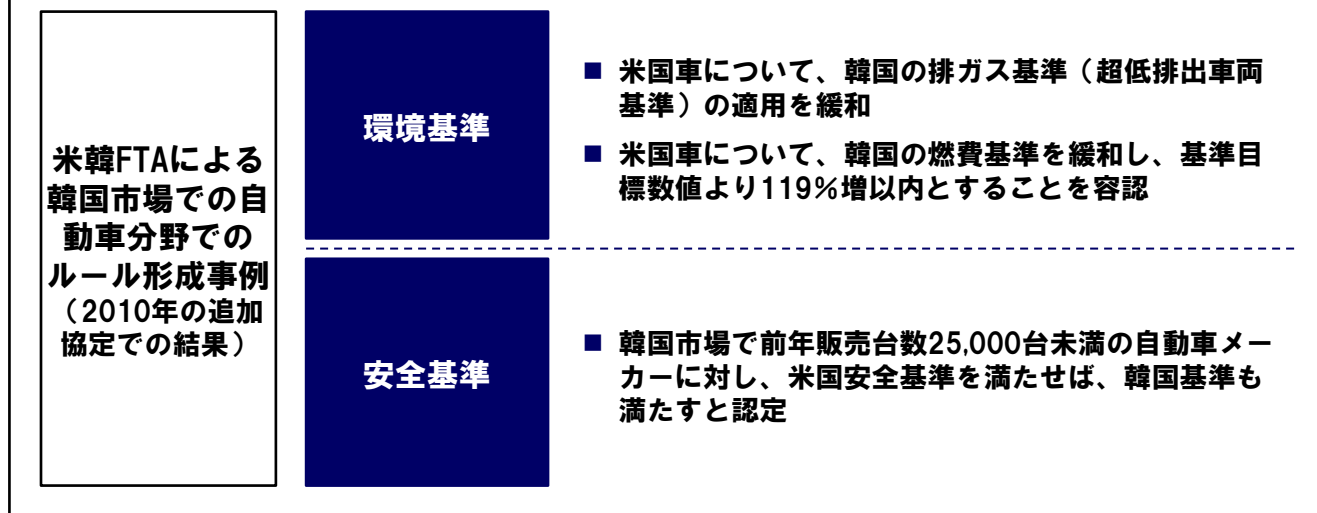 米韓FTAによる
韓国市場での自
動車分野での
ルール形成事例
（2010年の追加
協定での結果）
環境基準
■ 米国車について、韓国の排ガス基準（超低排出車両
基準）の適用を緩和
■ 米国車について、韓国の燃費基準を緩和し、基準目
標数値より119%増以内とすることを容認
安全基準
■ 韓国市場で前年販売台数25,000台未満の自動車メー
カーに対し、米国安全基準を満たせば、韓国基準も
満たすと認定